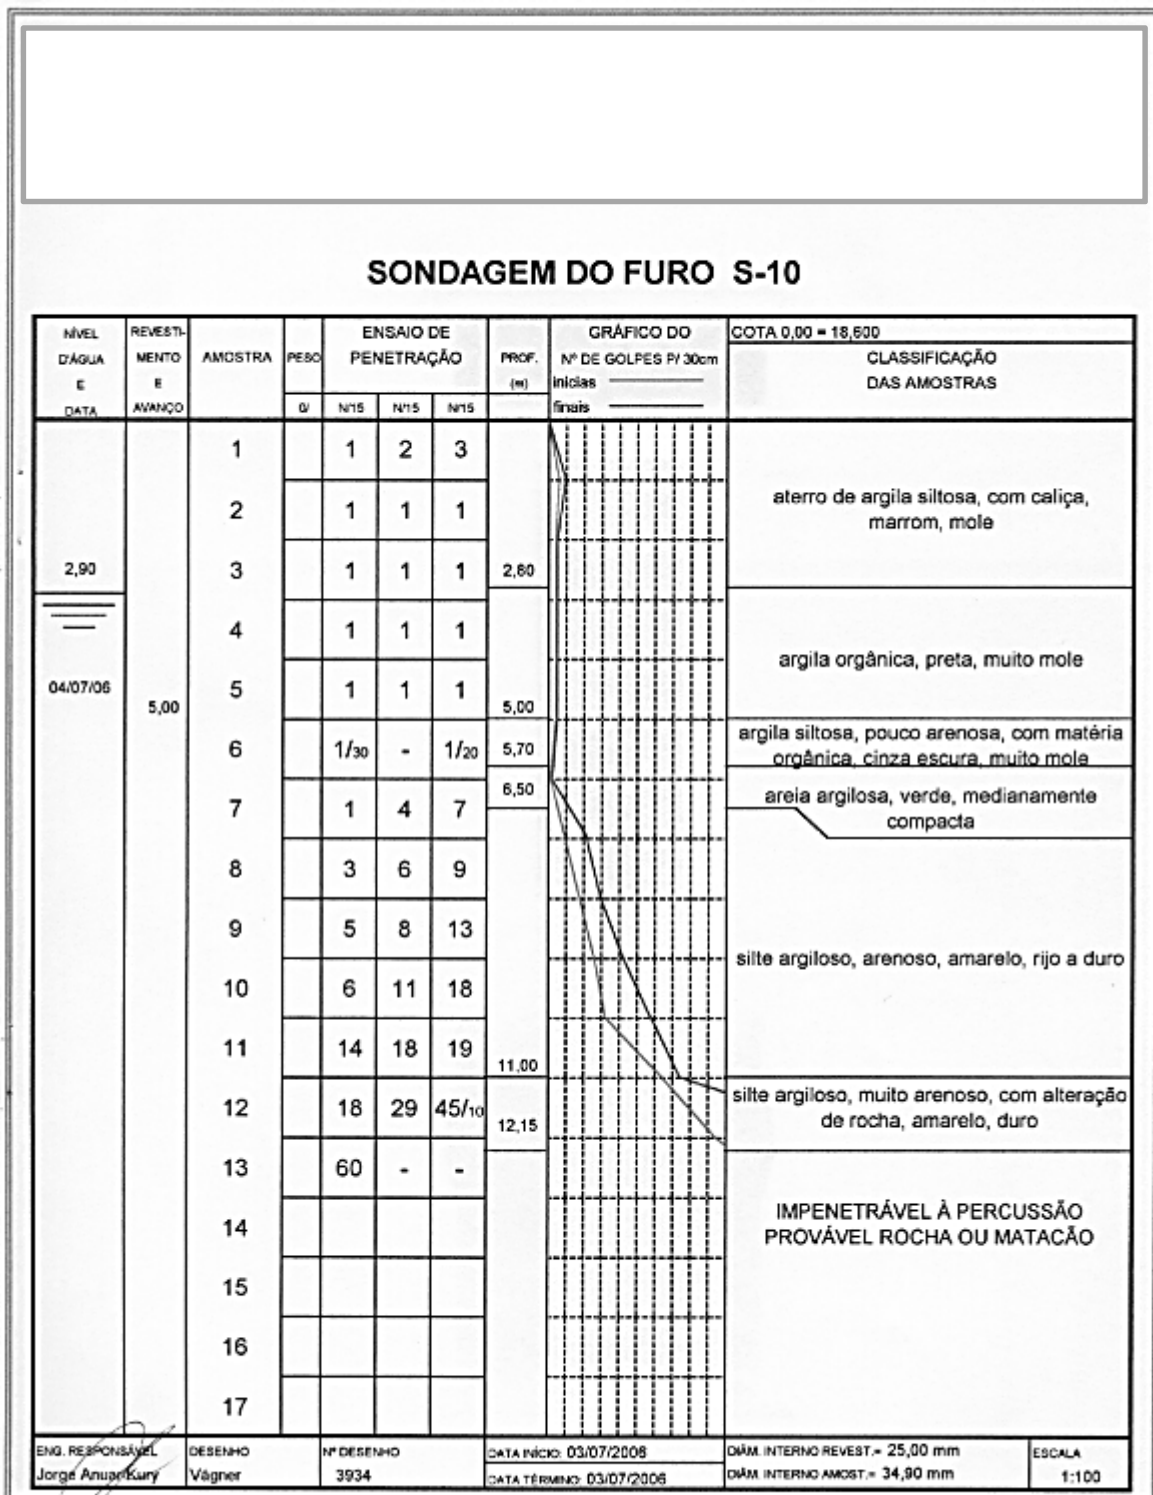 SONDAGEM DO FURO S-10
NÍVEL D'ÁGUA E DATA
REVESTI-MENTO E AVANÇO
AMOSTRA
PESO
0/
ENSAIO DE PENETRAÇÃO
N/15 N/15 N/15
PROF. (m)
GRÁFICO DO
Nº DE GOLPES P/ 30cm
inicias
finais
COTA 0,00 = 18,600
CLASSIFICAÇÃO
DAS AMOSTRAS
1 1 2 3
aterro de argila siltosa, com caliça,
marrom, mole
2 1 1 1
2,90 3 1 1 1 2,80
4 1 1 1
argila orgânica, preta, muito mole
04/07/06 5,00 5 1 1 1 5,00
argila siltosa, pouco arenosa, com matéria
orgânica, cinza escura, muito mole
6 1/30 - 1/20 5,70
6,50
areia argilosa, verde, medianamente
compacta
7 1 4 7
8 3 6 9
9 5 8 13
silte argiloso, arenoso, amarelo, rijo a duro
10 6 11 18
11 14 18 19 11,00
silte argiloso, muito arenoso, com alteração
de rocha, amarelo, duro
12 18 29 45/10 12,15
13 60 - -
IMPENETRÁVEL À PERCUSSÃO
PROVÁVEL ROCHA OU MATACÃO
14
15
16
17
ENG. RESPONSÁVEL
Jorge Anuar Kury
DESENHO
Vágner
Nº DESENHO
3934
DATA INÍCIO: 03/07/2006
DATA TÉRMINO: 03/07/2006
DIÂM. INTERNO REVEST.= 25,00 mm
DIÂM. INTERNO AMOST.= 34,90 mm
ESCALA
1:100